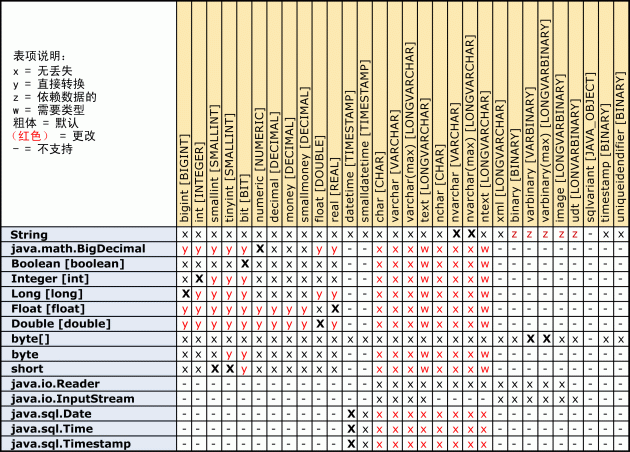 表项说明:
x = 无丢失
y = 直接转换
z = 依赖数据的
w = 需要类型
粗体 = 默认
(红色) = 更改
- = 不支持
bigint [BIGINT]
int [INTEGER]
smallint [SMALLINT]
tinyint [SMALLINT]
bit [BIT]
numeric [NUMERIC]
decimal [DECIMAL]
money [DECIMAL]
smallmoney [DECIMAL]
float [DOUBLE]
real [REAL]
datetime [TIMESTAMP]
smalldatetime [TIMESTAMP]
char [CHAR]
varchar [VARCHAR]
varchar(max) [LONGVARCHAR]
text [LONGVARCHAR]
nchar [CHAR]
nvarchar [VARCHAR]
nvarchar(max) [LONGVARCHAR]
ntext [LONGVARCHAR]
xml [LONGVARCHAR]
binary [BINARY]
varbinary [VARBINARY]
varbinary(max) [LONGVARBINARY]
image [LONGVARBINARY]
udt [LONVARBINARY]
sqlvariant [JAVA_OBJECT]
timestamp [BINARY]
uniqueidendifier [BINARY]
String x x x x x x x x x x x x x x x x x x X X x x z z z z z - x x
java.math.BigDecimal y y y y y X x x x y y - - x x x w x x x w - - - - - - - - -
Boolean [boolean] x x x x X x x x x x x - - x x x w x x x w - - - - - - - - -
Integer [int] x X y y y x x x x x x - - x x x w x x x w - - - - - - - - -
Long [long] X y y y y x x x x y y - - x x x w x x x w - - - - - - - - -
Float [float] y y y y y y y y y x X - - x x x w x x x w - - - - - - - - -
Double [double] y y y y y y y y y X y - - x x x w x x x w - - - - - - - - -
byte[] x x x x x x x x x x x x x x x x x x x x x x x X X x x - x x
byte x x x y y x x x x x x - - x x x w x x x w - - - - - - - - -
short x x X X y x x x x x x - - x x x w x x x w - - - - - - - - -
java.io.Reader - - - - - - - - - - - - - x x x x x x x x x x x x x - - - -
java.io.InputStream - - - - - - - - - - - - - x x x x - - - - x x x x x x - - -
java.sql.Date - - - - - - - - - - - X x x x x x x x x x - - - - - - - - -
java.sql.Time - - - - - - - - - - - X x x x x x x x x x - - - - - - - - -
java.sql.Timestamp - - - - - - - - - - - X x x x x x x x x x - - - - - - - - -